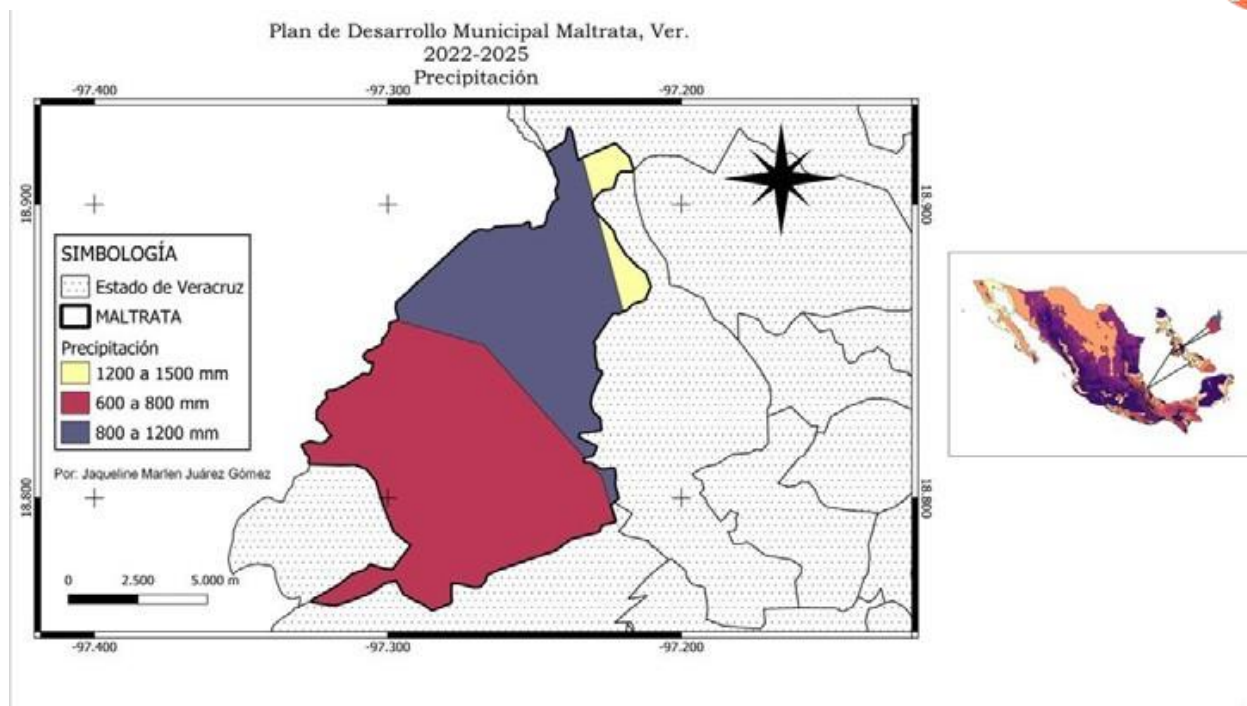 Plan de Desarrollo Municipal Maltrata, Ver.
2022-2025
Precipitación
-97.400
-97.300
-97.200
18.900
18.900
SIMBOLOGÍA
Estado de Veracruz
MALTRATA
Precipitación
1200 a 1500 mm
600 a 800 mm
800 a 1200 mm
Por: Jaqueline Marlen Juárez Gómez
18.800
18.800
0 2.500 5.000 m
-97.400
-97.300
-97.200